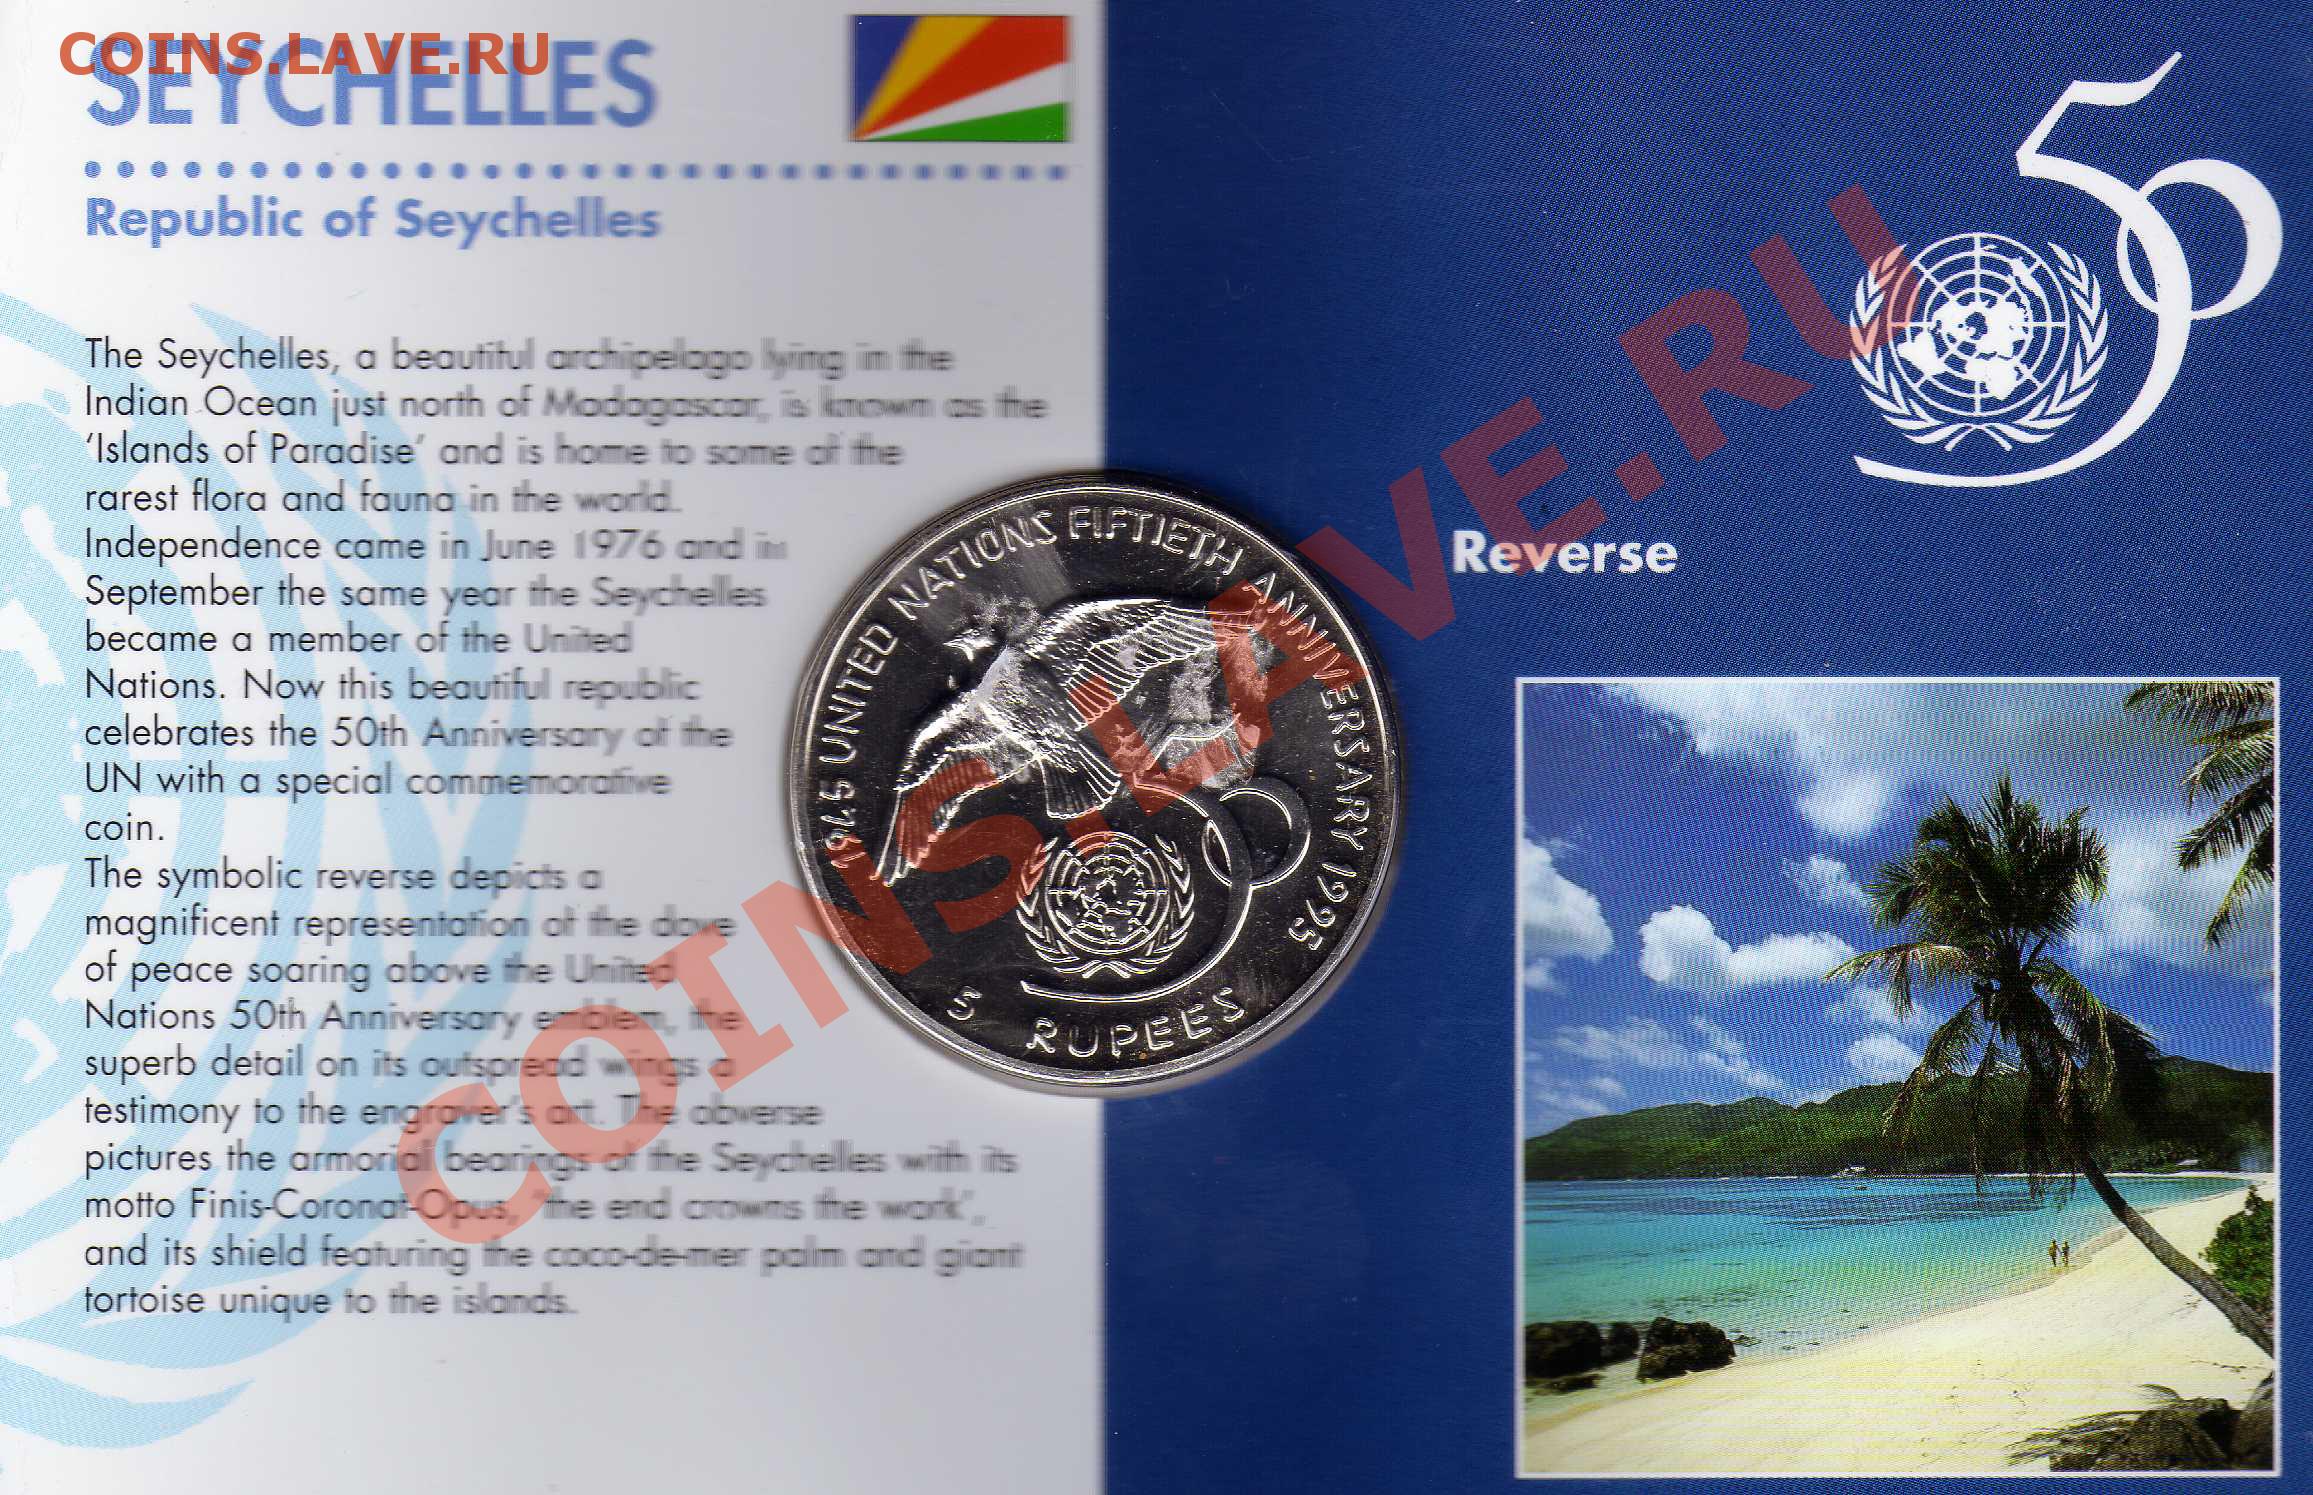 COINS.LAVE.RU
SEYCHELLES
Republic of Seychelles
The Seychelles, a beautiful archipelago lying in the
Indian Ocean just north of Madagascar, is known as the
‘Islands of Paradise’ and is home to some of the
rarest flora and fauna in the world.
Independence came in June 1976 and in
September the same year the Seychelles
became a member of the United
Nations. Now this beautiful republic
celebrates the 50th Anniversary of the
UN with a special commemorative
coin.
The symbolic reverse depicts a
magnificent representation of the dove
of peace soaring above the United
Nations 50th Anniversary emblem, the
superb detail on its outspread wings a
testimony to the engraver’s art. The obverse
pictures the armorial bearings of the Seychelles with its
motto Finis-Coronat-Opus, ‘the end crowns the work’,
and its shield featuring the coco-de-mer palm and giant
tortoise unique to the islands.
1945 UNITED NATIONS FIFTIETH ANNIVERSARY 1995
5 RUPEES
50
Reverse
COINS.LAVE.RU